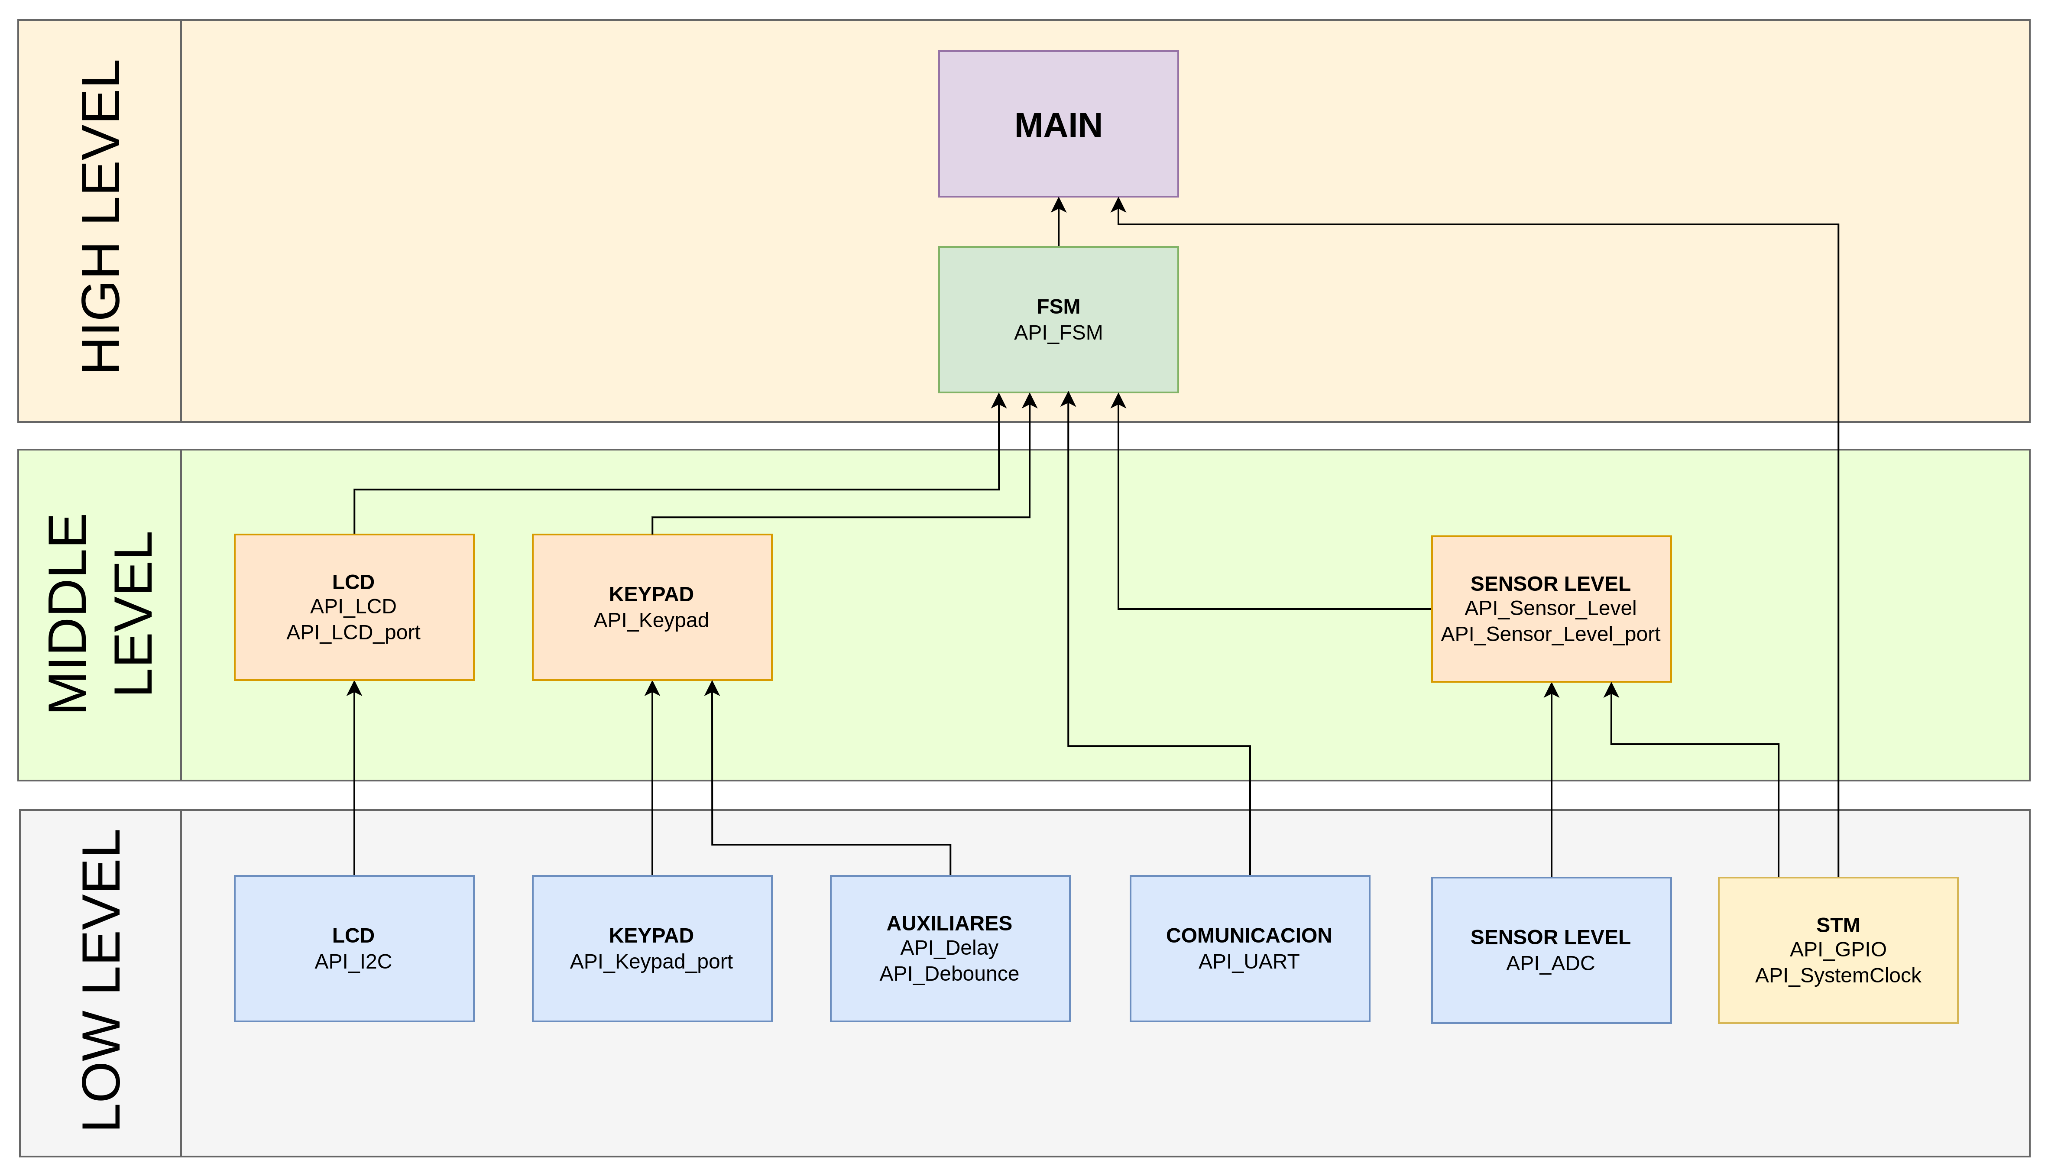 HIGH LEVEL
MAIN
FSM
API_FSM
MIDDLE
LEVEL
LCD
API_LCD
API_LCD_port
KEYPAD
API_Keypad
SENSOR LEVEL
API_Sensor_Level
API_Sensor_Level_port
LOW LEVEL
LCD
API_I2C
KEYPAD
API_Keypad_port
AUXILIARES
API_Delay
API_Debounce
COMUNICACION
API_UART
SENSOR LEVEL
API_ADC
STM
API_GPIO
API_SystemClock